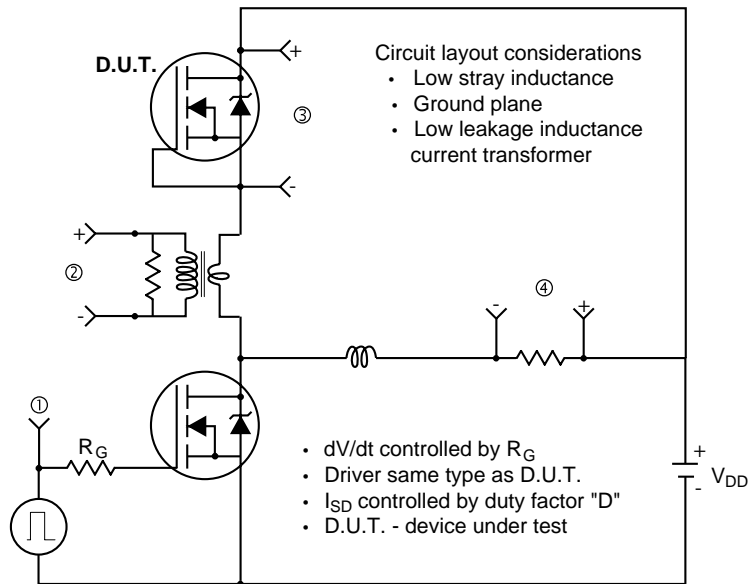 D.U.T.
+
Circuit layout considerations
• Low stray inductance
③
• Ground plane
• Low leakage inductance
current transformer
-
+
②
-
④
-
+
①
R_G
• dV/dt controlled by R_G
• Driver same type as D.U.T.
• I_SD controlled by duty factor "D"
• D.U.T. - device under test
+
V_DD
-